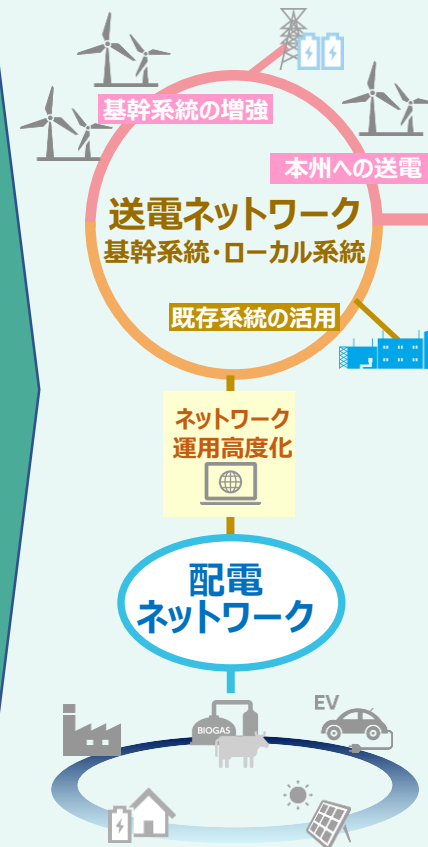 基幹系統の増強
本州への送電
送電ネットワーク
基幹系統・ローカル系統
既存系統の活用
ネットワーク
運用高度化
配電
ネットワーク
EV
BIOGAS